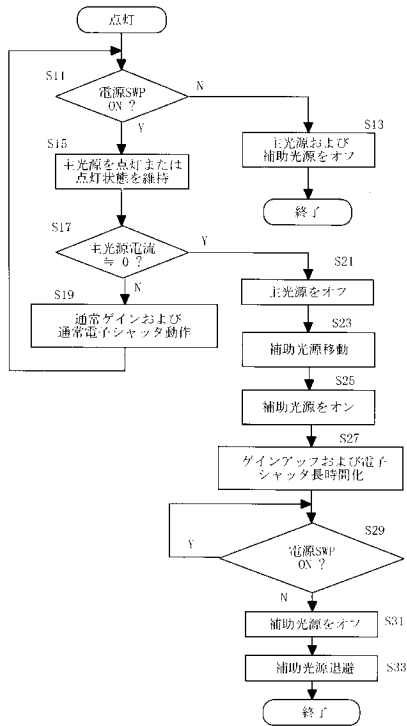 点灯
S11
電源SWP
ON ?
N
Y
S13
主光源および
補助光源をオフ
終了
S15
主光源を点灯または
点灯状態を維持
S17
主光源電流
≒ 0 ?
Y
N
S19
通常ゲインおよび
通常電子シャッタ動作
S21
主光源をオフ
S23
補助光源移動
S25
補助光源をオン
S27
ゲインアップおよび電子
シャッタ長時間化
S29
電源SWP
ON ?
Y
N
補助光源をオフ
S31
補助光源退避
S33
終了